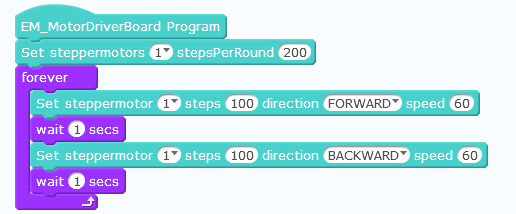 EM_MotorDriverBoard Program
Set steppermotors 1 stepsPerRound 200
forever
Set steppermotor 1 steps 100 direction FORWARD speed 60
wait 1 secs
Set steppermotor 1 steps 100 direction BACKWARD speed 60
wait 1 secs